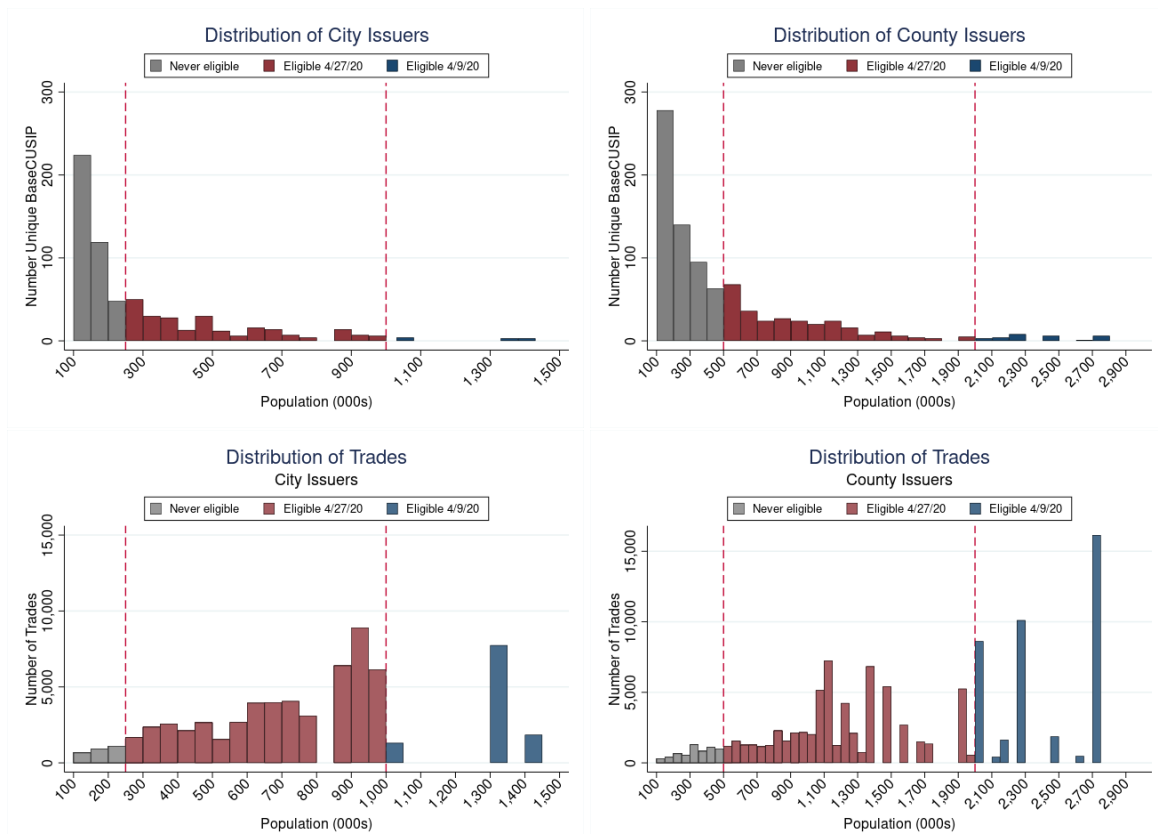 Distribution of City Issuers
Never eligible Eligible 4/27/20 Eligible 4/9/20
Number Unique BaseCUSIP
300
200
100
0
100 300 500 700 900 1,100 1,300 1,500
Population (000s)
Distribution of County Issuers
Never eligible Eligible 4/27/20 Eligible 4/9/20
Number Unique BaseCUSIP
300
200
100
0
100 300 500 700 900 1,100 1,300 1,500 1,700 1,900 2,100 2,300 2,500 2,700 2,900
Population (000s)
Distribution of Trades
City Issuers
Never eligible Eligible 4/27/20 Eligible 4/9/20
Number of Trades
15,000
10,000
5,000
0
100 200 300 400 500 600 700 800 900 1,000 1,100 1,200 1,300 1,400 1,500
Population (000s)
Distribution of Trades
County Issuers
Never eligible Eligible 4/27/20 Eligible 4/9/20
Number of Trades
15,000
10,000
5,000
0
100 300 500 700 900 1,100 1,300 1,500 1,700 1,900 2,100 2,300 2,500 2,700 2,900
Population (000s)